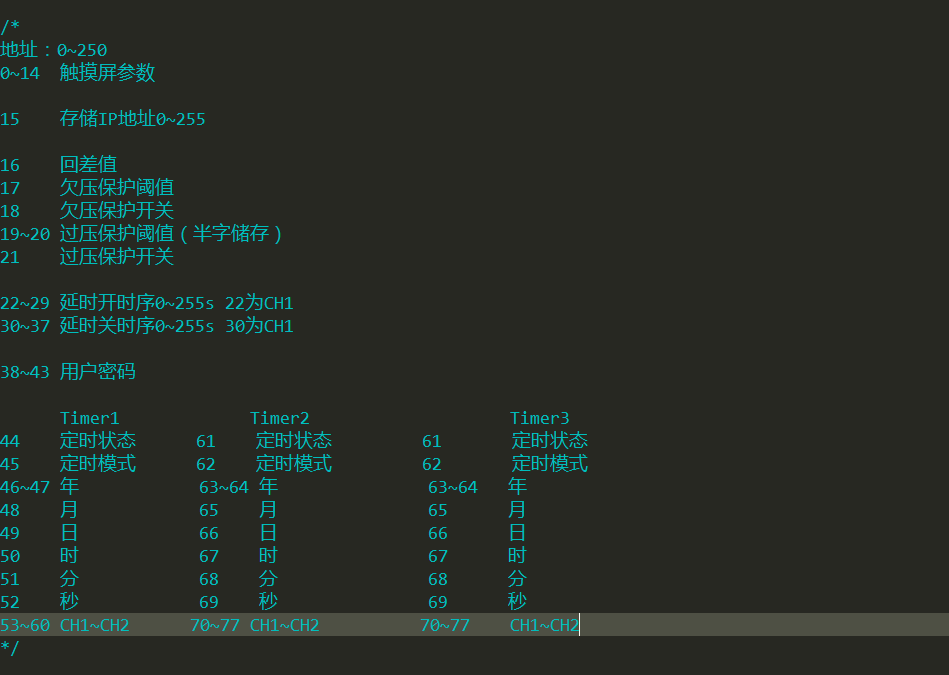 /*
地址：0~250
0~14 触摸屏参数
15 存储IP地址0~255
16 回差值
17 欠压保护阈值
18 欠压保护开关
19~20 过压保护阈值（半字储存）
21 过压保护开关
22~29 延时开时序0~255s 22为CH1
30~37 延时关时序0~255s 30为CH1
38~43 用户密码
Timer1 Timer2 Timer3
44 定时状态 61 定时状态 61 定时状态
45 定时模式 62 定时模式 62 定时模式
46~47 年 63~64 年 63~64 年
48 月 65 月 65 月
49 日 66 日 66 日
50 时 67 时 67 时
51 分 68 分 68 分
52 秒 69 秒 69 秒
53~60 CH1~CH2 70~77 CH1~CH2 70~77 CH1~CH2
*/